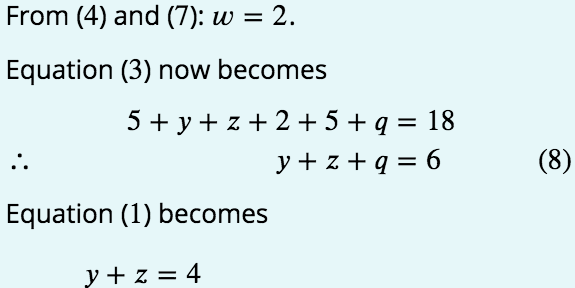 From (4) and (7): w = 2.
Equation (3) now becomes
5 + y + z + 2 + 5 + q = 18
∴ y + z + q = 6 (8)
Equation (1) becomes
y + z = 4